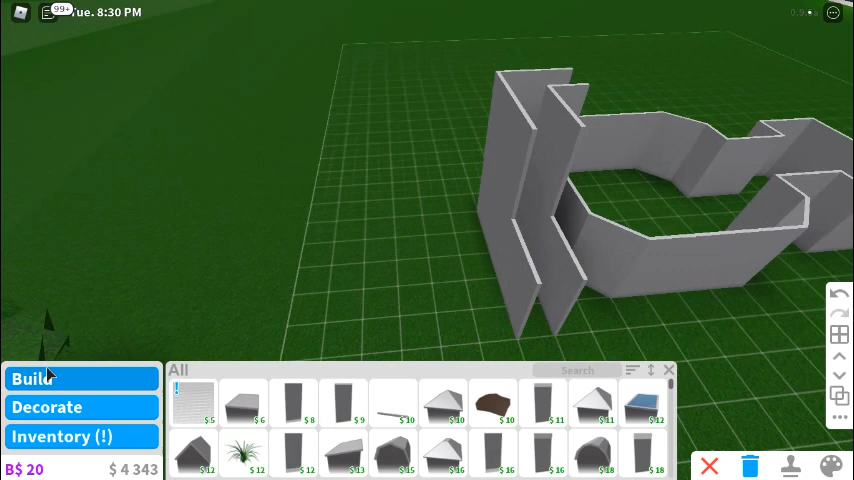 99+
Tue. 8:30 PM
Build
Decorate
Inventory (!)
B$ 20 $ 4 343
All
Search
$ 5 $ 6 $ 8 $ 9 $ 10 $ 10 $ 10 $ 11 $ 11 $ 12
$ 12 $ 12 $ 12 $ 13 $ 15 $ 16 $ 16 $ 16 $ 18 $ 18